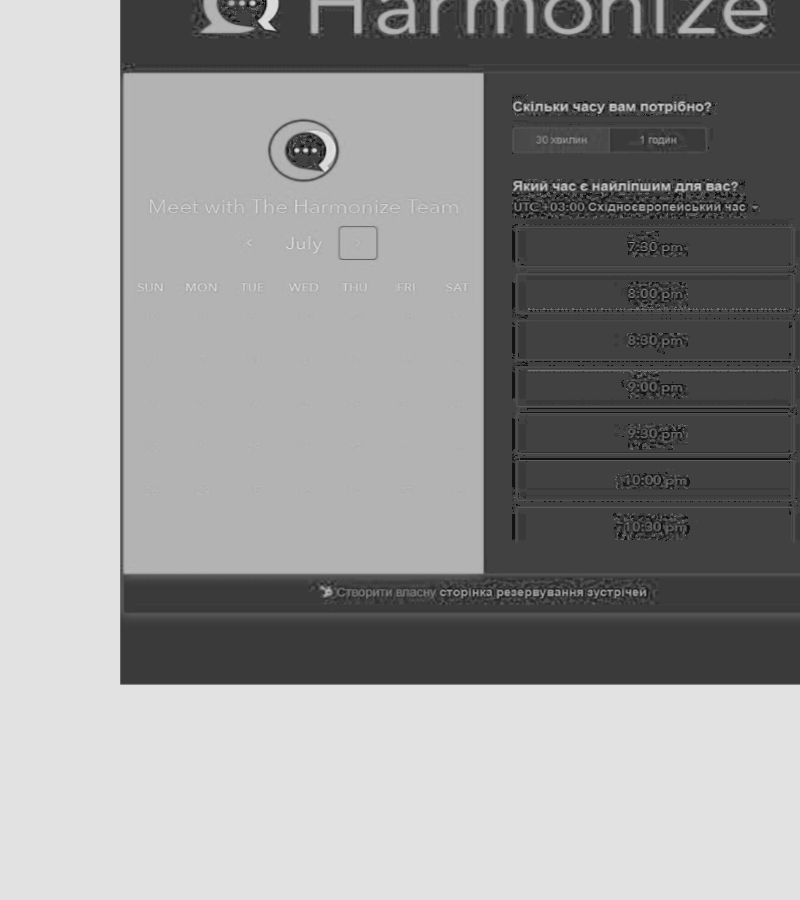 Harmonize
Meet with The Harmonize Team
July
SUN MON TUE WED THU FRI SAT
Скільки часу вам потрібно?
30 хвилин 1 годин
Який час є найліпшим для вас?
UTC +03:00 Східноєвропейський час
7:30 pm
8:00 pm
8:30 pm
9:00 pm
9:30 pm
10:00 pm
10:30 pm
Створити власну сторінка резервування зустрічей